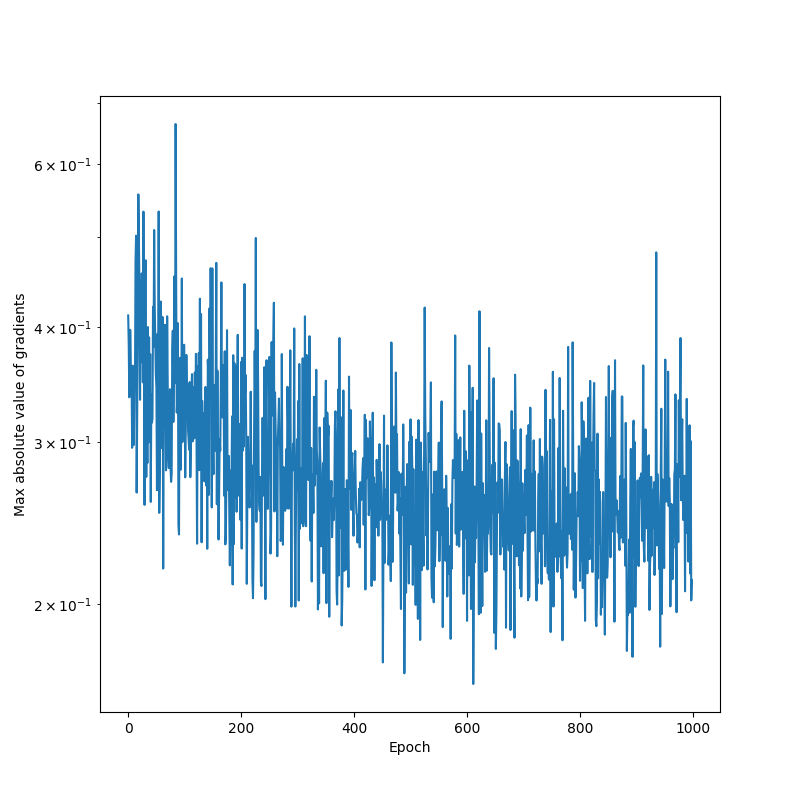 Max absolute value of gradients
6 × 10⁻¹
4 × 10⁻¹
3 × 10⁻¹
2 × 10⁻¹
0 200 400 600 800 1000
Epoch